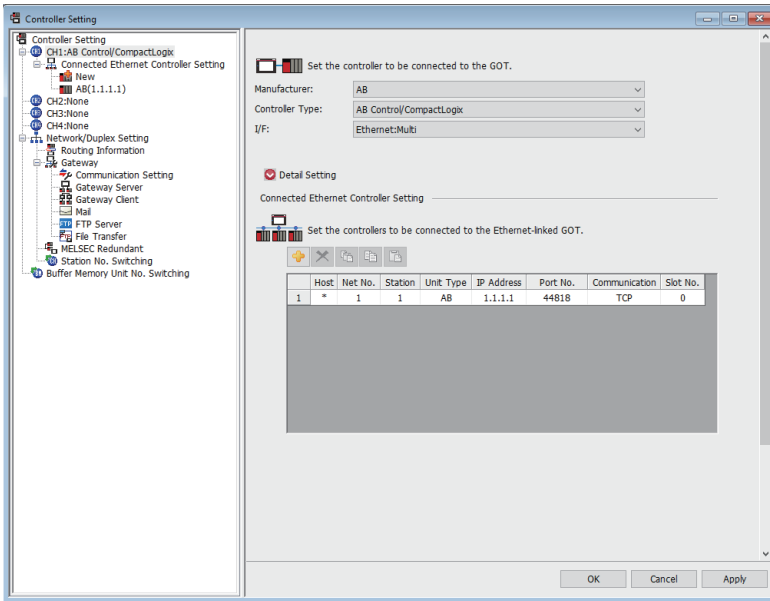 Controller Setting
Controller Setting
CH1:AB Control/CompactLogix
Connected Ethernet Controller Setting
New
AB(1.1.1.1)
CH2:None
CH3:None
CH4:None
Network/Duplex Setting
Routing Information
Gateway
Communication Setting
Gateway Server
Gateway Client
Mail
FTP FTP Server
File Transfer
MELSEC Redundant
Station No. Switching
Buffer Memory Unit No. Switching
Set the controller to be connected to the GOT.
Manufacturer: AB
Controller Type: AB Control/CompactLogix
I/F: Ethernet:Multi
Detail Setting
Connected Ethernet Controller Setting
Set the controllers to be connected to the Ethernet-linked GOT.
Host Net No. Station Unit Type IP Address Port No. Communication Slot No.
1 * 1 1 AB 1.1.1.1 44818 TCP 0
OK Cancel Apply